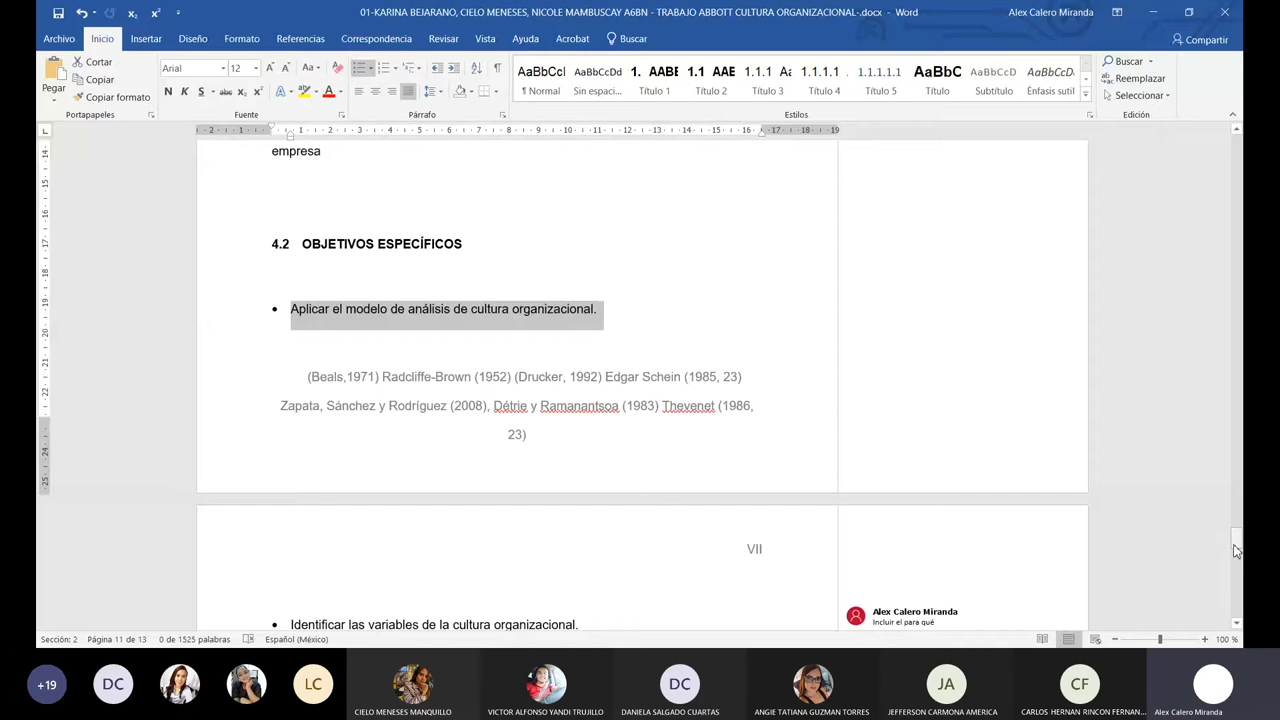 01-KARINA BEJARANO, CIELO MENESES, NICOLE MAMBUSCAY A6BN - TRABAJO ABBOTT CULTURA ORGANIZACIONAL-.docx - Word
Alex Calero Miranda
Archivo Inicio Insertar Diseño Formato Referencias Correspondencia Revisar Vista Ayuda Acrobat Buscar
Compartir
Pegar
Cortar
Copiar
Copiar formato
Portapapeles
Arial 12
N K S abc x₂ x²
Fuente
Párrafo
AaBbCcI AaBbCcDd 1. AABE 1.1 AAE 1.1.1 Aa 1.1.1.1 1.1.1.1.1 AaBbC AaBbCcD AaBbCcD
¶ Normal Sin espaci... Título 1 Título 2 Título 3 Título 4 Título 5 Título Subtítulo Énfasis sutil
Estilos
Buscar
Reemplazar
Seleccionar
Edición
empresa
4.2 OBJETIVOS ESPECÍFICOS
• Aplicar el modelo de análisis de cultura organizacional.
(Beals,1971) Radcliffe-Brown (1952) (Drucker, 1992) Edgar Schein (1985, 23)
Zapata, Sánchez y Rodríguez (2008), Détrie y Ramanantsoa (1983) Thevenet (1986,
23)
VII
• Identificar las variables de la cultura organizacional.
Alex Calero Miranda
Incluir el para qué
Sección: 2 Página 11 de 13 0 de 1525 palabras Español (México)
100 %
+19
DC
LC
CIELO MENESES MANQUILLO
VICTOR ALFONSO YANDI TRUJILLO
DC
DANIELA SALGADO CUARTAS
ANGIE TATIANA GUZMAN TORRES
JA
JEFFERSON CARMONA AMERICA
CF
CARLOS HERNAN RINCON FERNAN...
Alex Calero Miranda